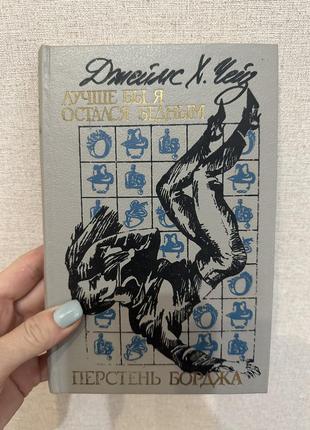 Джеймс Х. Чейз
ЛУЧШЕ БЫ Я
ОСТАЛСЯ БЕДНЫМ
ПЕРСТЕНЬ БОРДЖА